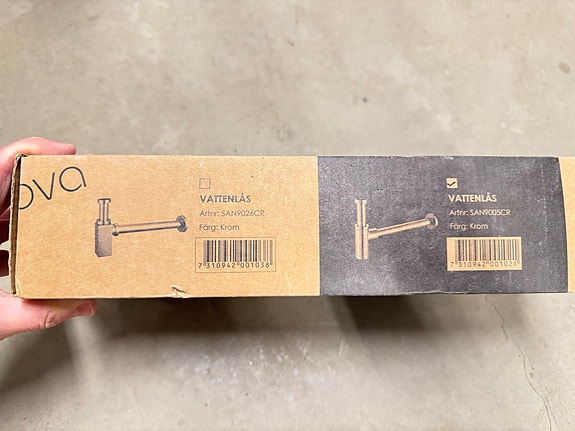 ova
VATTENLÅS
Artnr: SAN9026CR
Färg: Krom
7 310942 001038
VATTENLÅS
Artnr: SAN9005CR
Färg: Krom
7 310942 001021